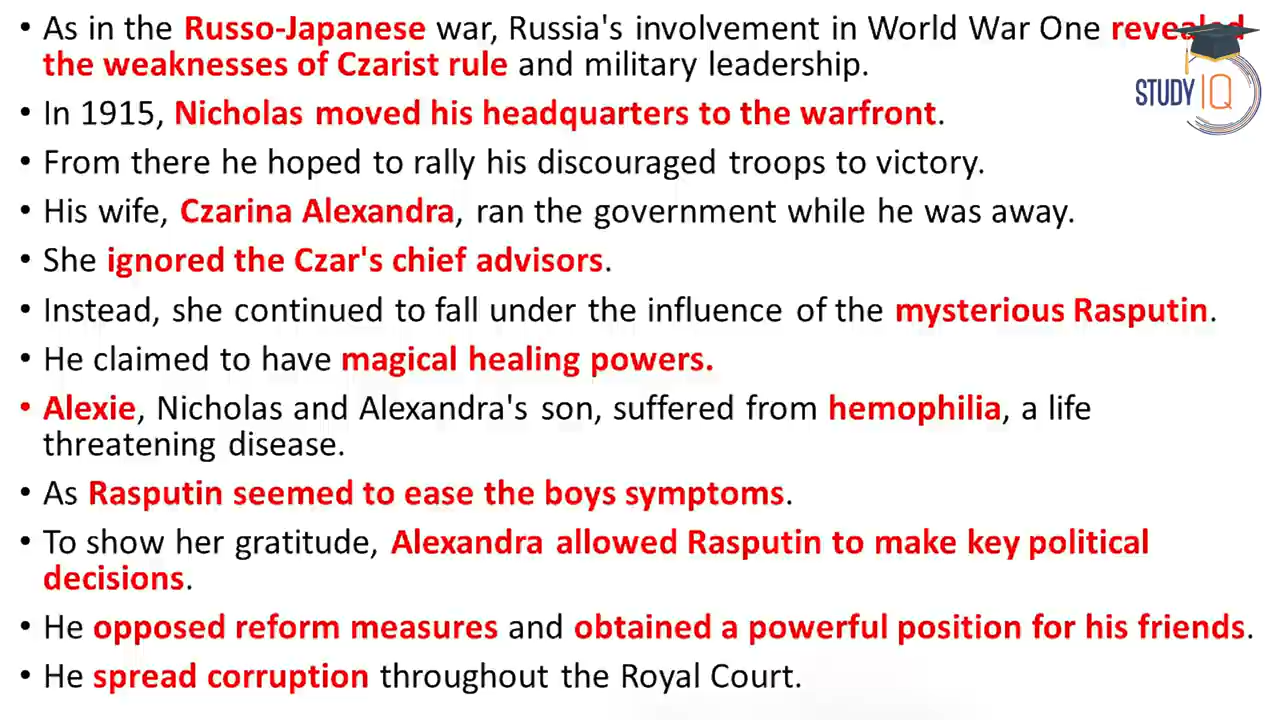 • As in the Russo-Japanese war, Russia's involvement in World War One revealed
the weaknesses of Czarist rule and military leadership.
STUDY IQ
• In 1915, Nicholas moved his headquarters to the warfront.
• From there he hoped to rally his discouraged troops to victory.
• His wife, Czarina Alexandra, ran the government while he was away.
• She ignored the Czar's chief advisors.
• Instead, she continued to fall under the influence of the mysterious Rasputin.
• He claimed to have magical healing powers.
• Alexie, Nicholas and Alexandra's son, suffered from hemophilia, a life
threatening disease.
• As Rasputin seemed to ease the boys symptoms.
• To show her gratitude, Alexandra allowed Rasputin to make key political
decisions.
• He opposed reform measures and obtained a powerful position for his friends.
• He spread corruption throughout the Royal Court.